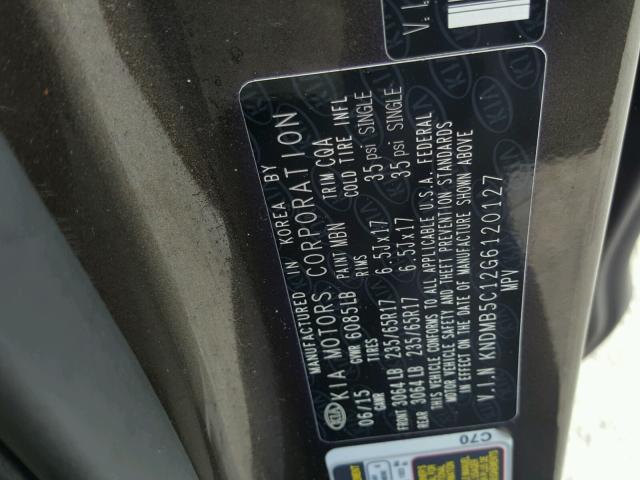 MANUFACTURED IN KOREA BY
KIA KIA MOTORS CORPORATION
06/15 GVWR 6085LB PAINT MBN TRIM CQA
GAWR TIRES RIMS COLD TIRE INFL
FRONT 3064LB 235/65R17 6.5Jx17 35 psi SINGLE
REAR 3064LB 235/65R17 6.5Jx17 35 psi SINGLE
THIS VEHICLE CONFORMS TO ALL APPLICABLE U.S.A. FEDERAL
MOTOR VEHICLE SAFETY AND THEFT PREVENTION STANDARDS
IN EFFECT ON THE DATE OF MANUFACTURE SHOWN ABOVE
V.I.N KNDMB5C12G6120127
MPV
C70
V.I.